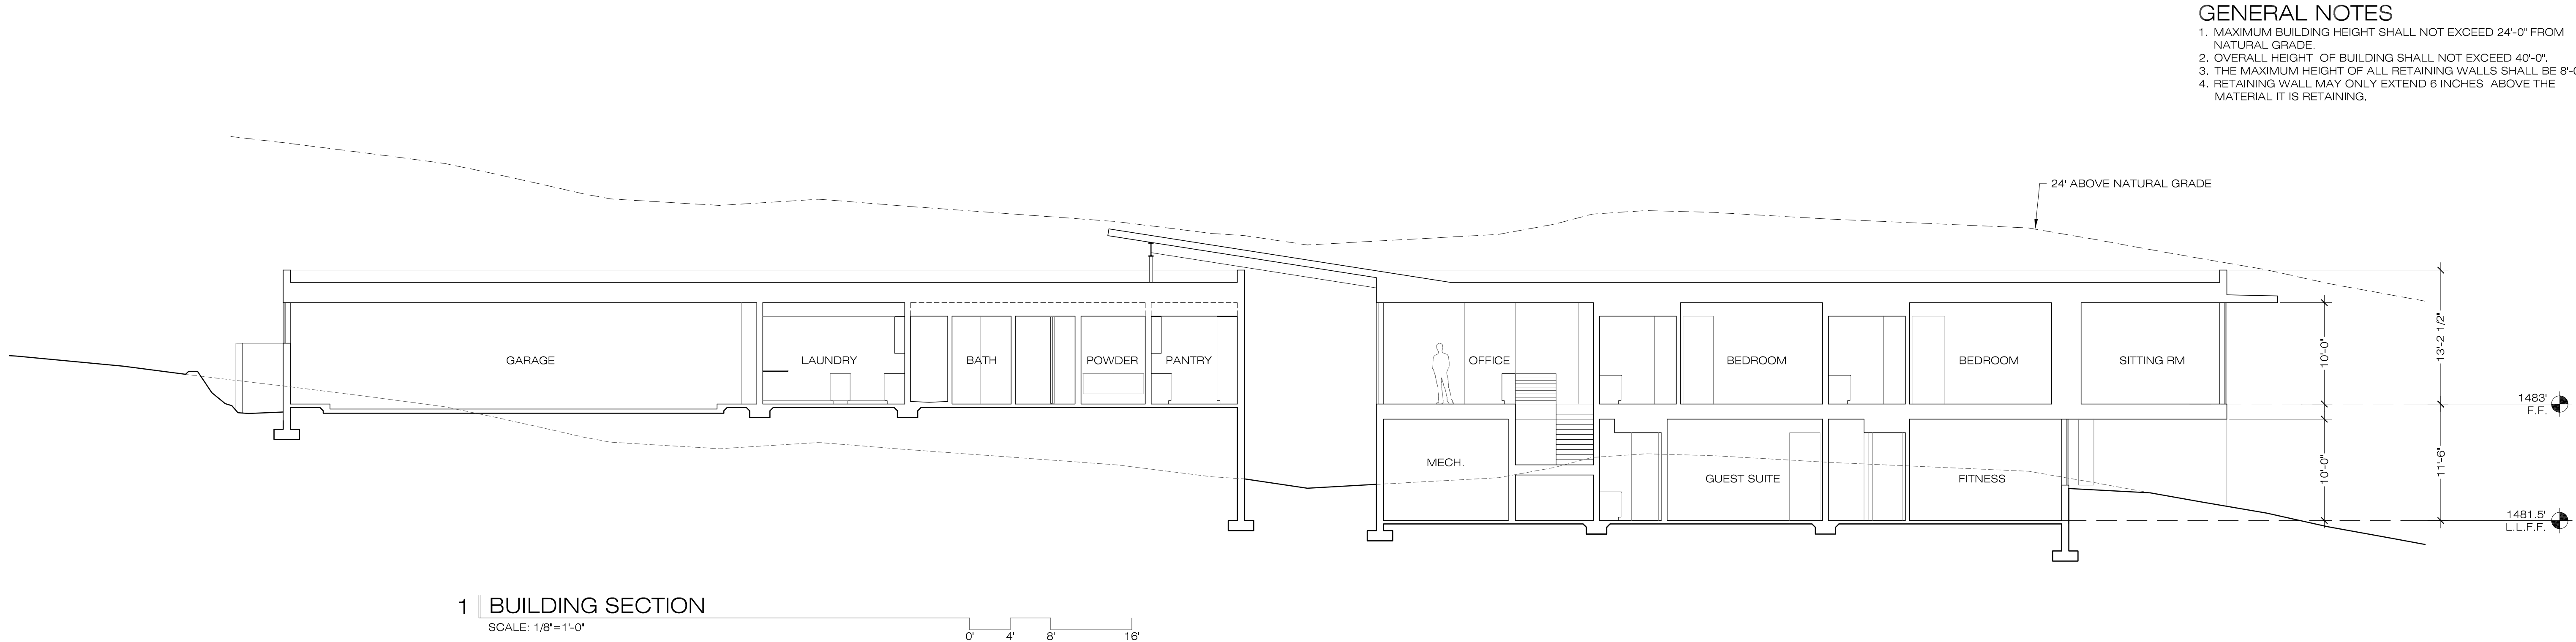 GENERAL NOTES
1. MAXIMUM BUILDING HEIGHT SHALL NOT EXCEED 24'-0" FROM
NATURAL GRADE.
2. OVERALL HEIGHT OF BUILDING SHALL NOT EXCEED 40'-0".
3. THE MAXIMUM HEIGHT OF ALL RETAINING WALLS SHALL BE
4. RETAINING WALL MAY ONLY EXTEND 6 INCHES ABOVE THE
MATERIAL IT IS RETAINING.
24' ABOVE NATURAL GRADE
GARAGE
LAUNDRY
BATH
POWDER
PANTRY
OFFICE
BEDROOM
BEDROOM
SITTING RM
10'-0"
13'-2 1/2"
1483'
F.F.
MECH.
GUEST SUITE
FITNESS
10'-0"
11'-6"
1481.5'
L.L.F.F.
1 BUILDING SECTION
SCALE: 1/8"=1'-0"
0' 4' 8' 16'